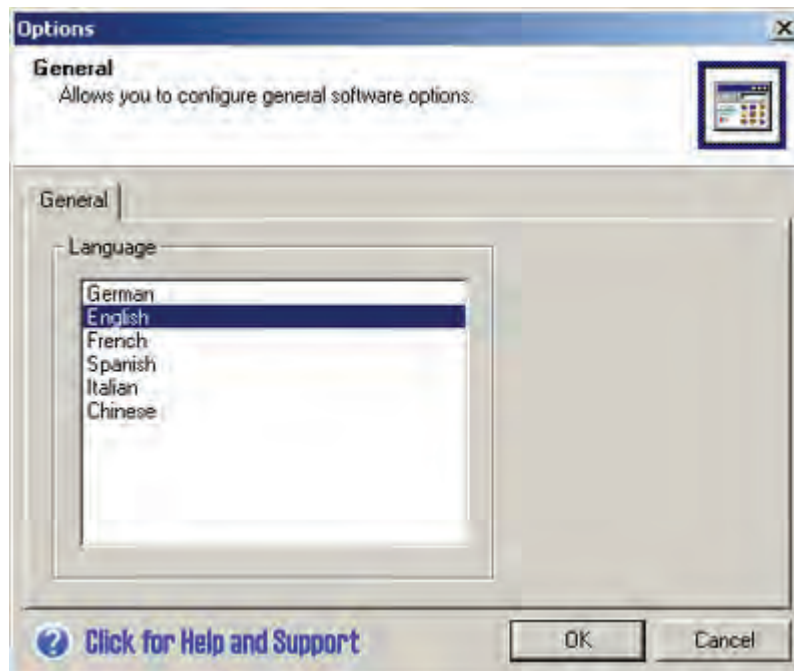 Options
General
Allows you to configure general software options.
General
Language
German
English
French
Spanish
Italian
Chinese
Click for Help and Support
OK
Cancel